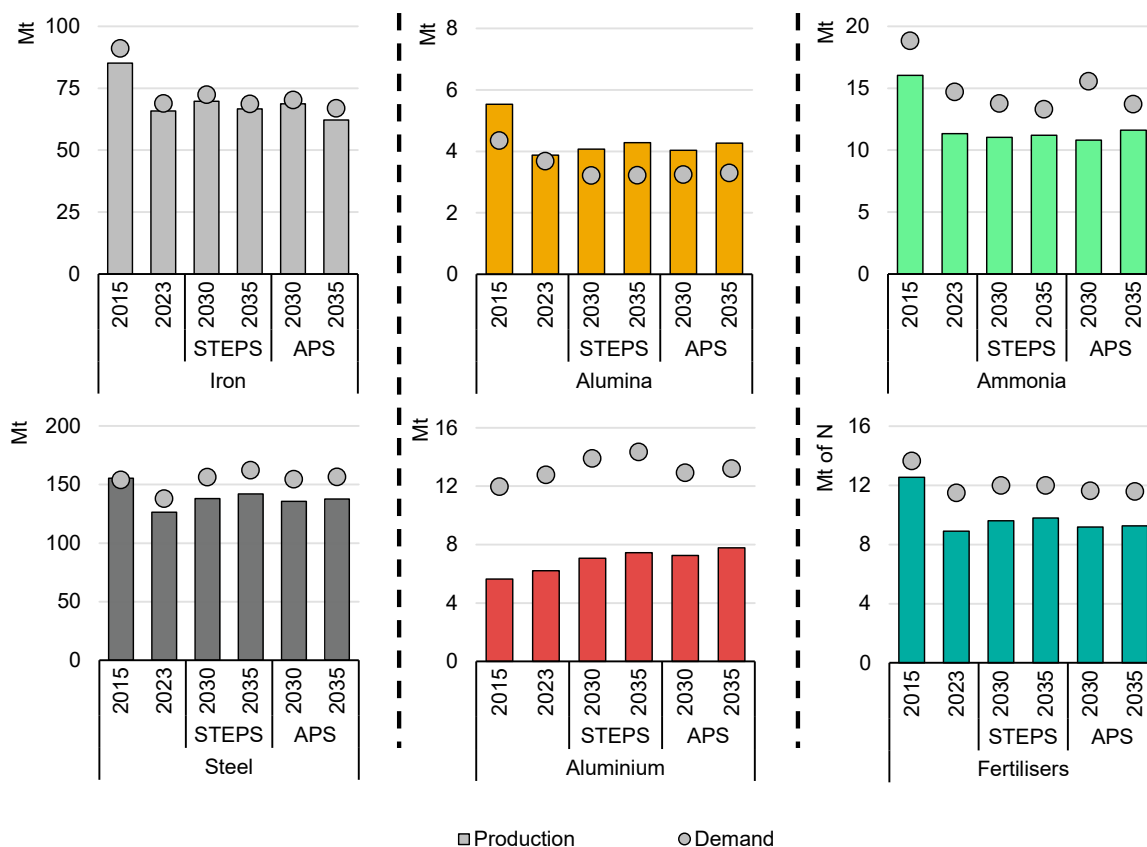 Mt
100
75
50
25
0
2015
2023
2030
2035
2030
2035
STEPS
APS
Iron
Mt
8
6
4
2
0
2015
2023
2030
2035
2030
2035
STEPS
APS
Alumina
Mt
20
15
10
5
0
2015
2023
2030
2035
2030
2035
STEPS
APS
Ammonia
Mt
200
150
100
50
0
2015
2023
2030
2035
2030
2035
STEPS
APS
Steel
Mt
16
12
8
4
0
2015
2023
2030
2035
2030
2035
STEPS
APS
Aluminium
Mt of N
16
12
8
4
0
2015
2023
2030
2035
2030
2035
STEPS
APS
Fertilisers
Production
Demand